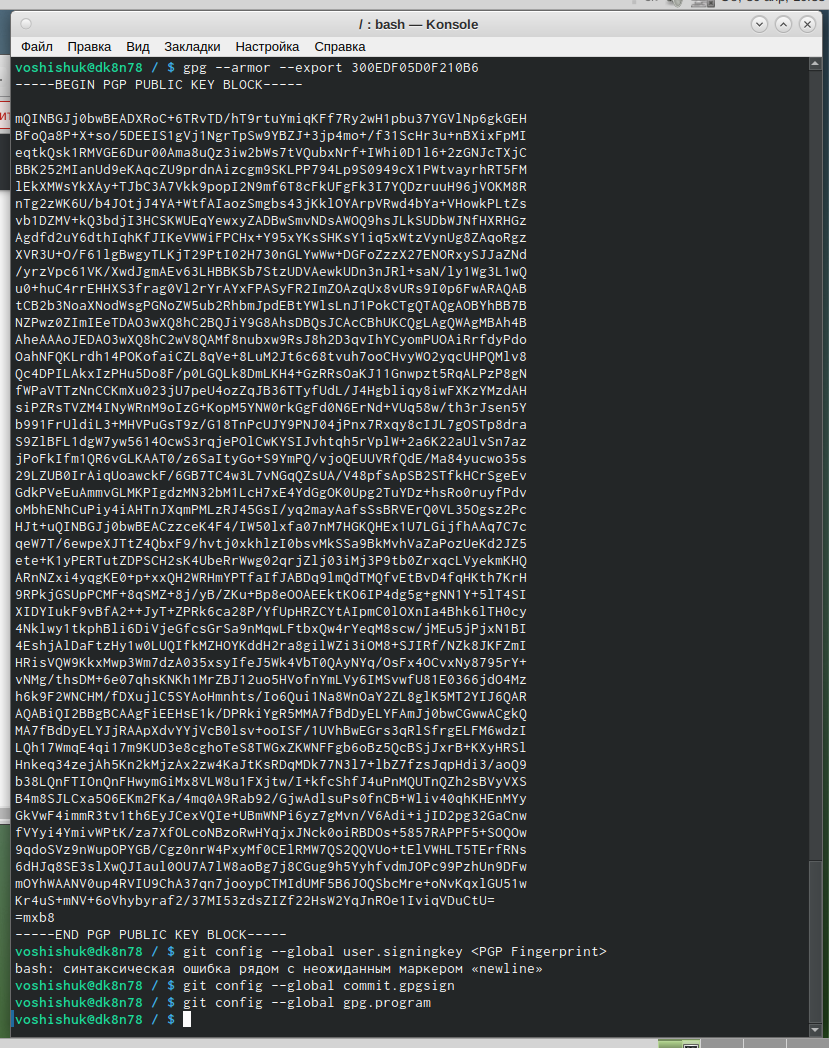 / : bash — Konsole
Файл Правка Вид Закладки Настройка Справка
voshishuk@dk8n78 / $ gpg --armor --export 300EDF05D0F210B6
-----BEGIN PGP PUBLIC KEY BLOCK-----
mQINBGJj0bwBEADXRoC+6TRvTD/hT9rtuYmiqKFf7Ry2wH1pbu37YGVlNp6gkGEH
BFoQa8P+X+so/5DEEIS1gVj1NgrTpSw9YBZJ+3jp4mo+/f31ScHr3u+nBXixFpMI
eqtkQsk1RMVGE6Dur00Ama8uQz3iw2bWs7tVQubxNrf+IWhi0D1l6+2zGNJcTXjC
BBK252MIanUd9eKAqcZU9prdnAizcgm9SKLPP794Lp9S0949cX1PWtvayrhRT5FM
lEkXMWsYkXAy+TJbC3A7Vkk9popI2N9mf6T8cFkUFgFk3I7YQDzruuH96jVOKM8R
nTg2zWK6U/b4JOtjJ4YA+WtfAIaozSmgbs43jKklOYArpVRwd4bYa+VHowkPLtZs
vb1DZMV+kQ3bdjI3HCSKWUEqYewxyZADBwSmvNDsAWOQ9hsJLkSUDbWJNfHXRHGz
Agdfd2uY6dthIqhKfJIKeVWWiFPCHx+Y95xYKsSHKsY1iq5xWtzVynUg8ZAqoRgz
XVR3U+O/F61lgBwgyTLKjT29PtI02H730nGLYwWw+DGFoZzzX27ENORxySJJaZNd
/yrzVpc61VK/XwdJgmAEv63LHBBKSb7StzUDVAewkUDn3nJRl+saN/ly1Wg3L1wQ
u0+huC4rrEHHXS3frag0Vl2rYrAYxFPASyFR2ImZOAzqUx8vURs9I0p6FwARAQAB
tCB2b3NoaXNodWsgPGNoZW5ub2RhbmJpdEBtYWlsLnJ1PokCTgQTAQgAOBYhBB7B
NZPwz0ZImIEeTDAO3wXQ8hC2BQJiY9G8AhsDBQsJCAcCBhUKCQgLAgQWAgMBAh4B
AheAAAoJEDAO3wXQ8hC2wV8QAMf8nubxw9RsJ8h2D3qvIhYCyomPUOAiRrfdyPdo
OahNFQKLrdh14POKofaiCZL8qVe+8LuM2Jt6c68tvuh7ooCHvyWO2yqcUHPQMlv8
Qc4DPILAkxIzPHu5Do8F/p0LGQLk8DmLKH4+GzRRsOaKJ11Gnwpzt5RqALPzP8gN
fWPaVTTzNnCCKmXu023jU7peU4ozZqJB36TTyfUdL/J4Hgbliqy8iwFXKzYMzdAH
siPZRsTVZM4INyWRnM9oIzG+KopM5YNW0rkGgFd0N6ErNd+VUq58w/th3rJsen5Y
b991FrUldiL3+MHVPuGsT9z/G18TnPcUJY9PNJ04jPnx7Rxqy8cIJL7gOSTp8dra
S9ZlBFL1dgW7yw5614OcwS3rqjePOlCwKYSIJvhtqh5rVplW+2a6K22aUlvSn7az
jPoFkIfm1QR6vGLKAAT0/z6SaItyGo+S9YmPQ/vjoQEUUVRfQdE/Ma84yucwo35s
29LZUB0IrAiqUoawckF/6GB7TC4w3L7vNGqQZsUA/V48pfsApSB2STfkHCrSgeEv
GdkPVeEuAmmvGLMKPIgdzMN32bM1LcH7xE4YdGgOK0Upg2TuYDz+hsRo0ruyfPdv
oMbhENhCuPiy4iAHTnJXqmPMLzRJ45GsI/yq2mayAafsSsBRVErQ0VL35Ogsz2Pc
HJt+uQINBGJj0bwBEACzzceK4F4/IW50lxfa07nM7HGKQHEx1U7LGijfhAAq7C7c
qeW7T/6ewpeXJTtZ4QbxF9/hvtj0xkhlzI0bsvMkSSa9BkMvhVaZaPozUeKd2JZ5
ete+K1yPERTutZDPSCH2sK4UbeRrWwg02qrjZlj03iMj3P9tb0ZrxqcLVyekmKHQ
ARnNZxi4yqgKE0+p+xxQH2WRHmYPTfaIfJABDq9lmQdTMQfvEtBvD4fqHKth7KrH
9RPkjGSUpPCMF+8qSMZ+8j/yB/ZKu+Bp8eOOAEEktKO6IP4dg5g+gNN1Y+5lT4SI
XIDYIukF9vBfA2++JyT+ZPRk6ca28P/YfUpHRZCYtAIpmC0lOXnIa4Bhk6lTH0cy
4Nklwy1tkphBli6DiVjeGfcsGrSa9nMqwLFtbxQw4rYeqM8scw/jMEu5jPjxN1BI
4EshjAlDaFtzHy1w0LUQIfkMZHOYKddH2ra8gilWZi3iOM8+SJIRf/NZk8JKFZmI
HRisVQW9KkxMwp3Wm7dzA035xsyIfeJ5Wk4VbT0QAyNYq/OsFx4OCvxNy8795rY+
vNMg/thsDM+6e07qhsKNKh1MrZBJ12uo5HVofnYmLVy6IMSvwfU81E0366jdO4Mz
h6k9F2WNCHM/fDXujlC5SYAoHmnhts/Io6Qui1Na8WnOaY2ZL8glK5MT2YIJ6QAR
AQABiQI2BBgBCAAgFiEEHsE1k/DPRkiYgR5MMA7fBdDyELYFAmJj0bwCGwwACgkQ
MA7fBdDyELYJjRAApXdvYYjVcB0lsv+ooISF/1UVhBwEGrs3qRlSfrgELFM6wdzI
LQh17WmqE4qi17m9KUD3e8cghoTeS8TWGxZKWNFFgb6oBz5QcBSjJxrB+KXyHRSl
Hnkeq34zejAh5Kn2kMjzAx2zw4KaJtKsRDqMDk77N3l7+lbZ7fzsJqpHdi3/aoQ9
b38LQnFTIOnQnFHwymGiMx8VLW8u1FXjtw/I+kfcShfJ4uPnMQUTnQZh2sBVyVXS
B4m8SJLCxa5O6EKm2FKa/4mq0A9Rab92/GjwAdlsuPs0fnCB+Wliv40qhKHEnMYy
GkVwF4immR3tv1th6EyJCexVQIe+UBmWNPi6yz7gMvn/V6Adi+ijID2pg32GaCnw
fVYyi4YmivWPtK/za7XfOLcoNBzoRwHYqjxJNck0oiRBDOs+5857RAPPF5+SOQOw
9qdoSVz9nWupOPYGB/Cgz0nrW4PxyMf0CElRMW7QS2QQVUo+tElVWHLT5TErfRNs
6dHJq8SE3slXwQJIaul0OU7A7lW8aoBg7j8CGug9h5YyhfvdmJOPc99PzhUn9DFw
mOYhWAANV0up4RVIU9ChA37qn7jooypCTMIdUMF5B6JOQSbcMre+oNvKqxlGU51w
Kr4uS+mNV+6oVhybyraf2/37MI53zdsZIZf22HsW2YqJnROe1IviqVDuCtU=
=mxb8
-----END PGP PUBLIC KEY BLOCK-----
voshishuk@dk8n78 / $ git config --global user.signingkey <PGP Fingerprint>
bash: синтаксическая ошибка рядом с неожиданным маркером «newline»
voshishuk@dk8n78 / $ git config --global commit.gpgsign
voshishuk@dk8n78 / $ git config --global gpg.program
voshishuk@dk8n78 / $